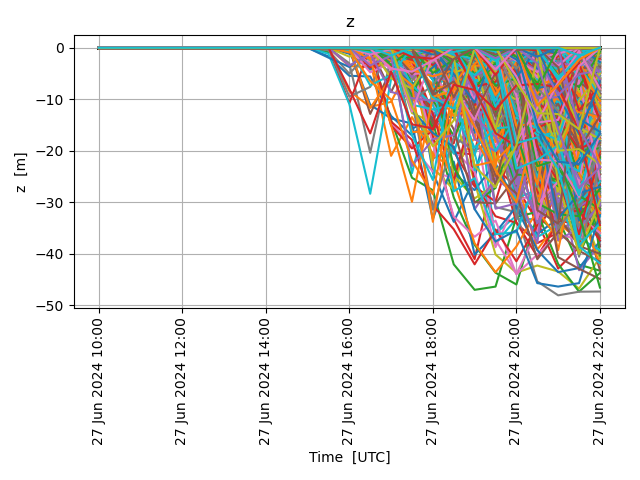 z
0
−10
−20
−30
−40
−50
z [m]
27 Jun 2024 10:00
27 Jun 2024 12:00
27 Jun 2024 14:00
27 Jun 2024 16:00
27 Jun 2024 18:00
27 Jun 2024 20:00
27 Jun 2024 22:00
Time [UTC]